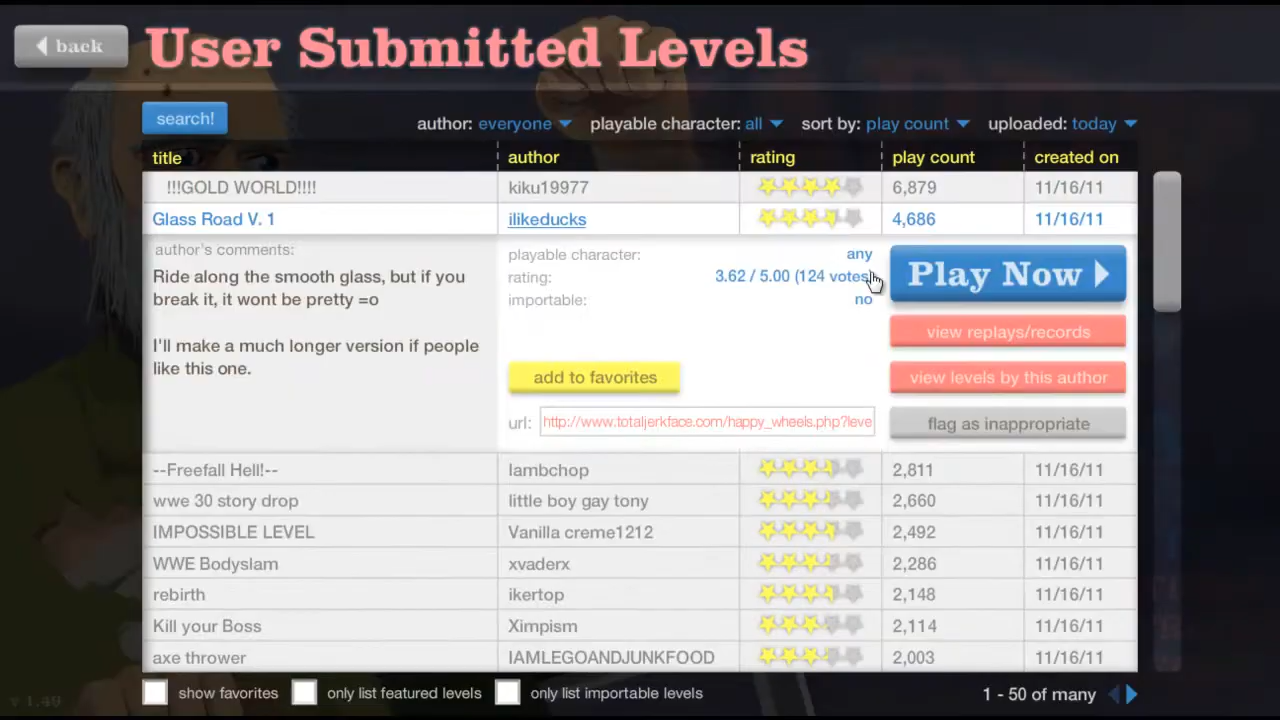 back
User Submitted Levels
search!
author: everyone playable character: all sort by: play count uploaded: today
title author rating play count created on
!!!GOLD WORLD!!!! kiku19977 6,879 11/16/11
Glass Road V. 1 ilikeducks 4,686 11/16/11
author's comments:
Ride along the smooth glass, but if you
break it, it wont be pretty =o
I'll make a much longer version if people
like this one.
playable character: any
rating: 3.62 / 5.00 (124 votes)
importable: no
add to favorites
url: http://www.totaljerkface.com/happy_wheels.php?leve
Play Now
view replays/records
view levels by this author
flag as inappropriate
--Freefall Hell!-- lambchop 2,811 11/16/11
wwe 30 story drop little boy gay tony 2,660 11/16/11
IMPOSSIBLE LEVEL Vanilla creme1212 2,492 11/16/11
WWE Bodyslam xvaderx 2,286 11/16/11
rebirth ikertop 2,148 11/16/11
Kill your Boss Ximpism 2,114 11/16/11
axe thrower IAMLEGOANDJUNKFOOD 2,003 11/16/11
show favorites only list featured levels only list importable levels 1 - 50 of many
v 1.49